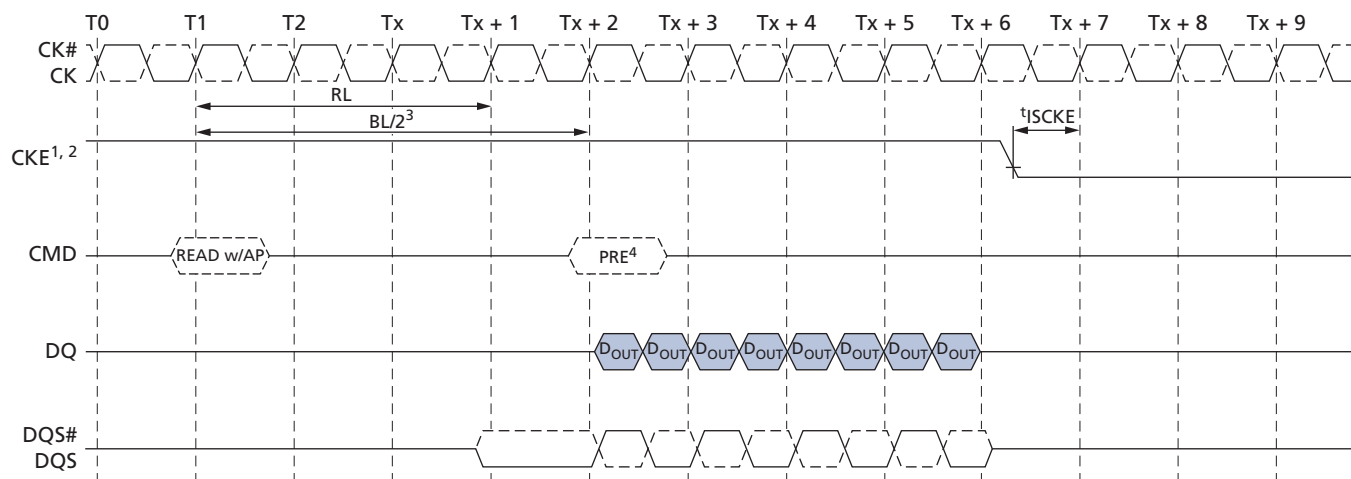 T0 T1 T2 Tx Tx + 1 Tx + 2 Tx + 3 Tx + 4 Tx + 5 Tx + 6 Tx + 7 Tx + 8 Tx + 9
CK#
CK
RL
BL/2³
tISCKE
CKE1, 2
CMD READ w/AP PRE⁴
DQ DOUT DOUT DOUT DOUT DOUT DOUT DOUT DOUT
DQS#
DQS